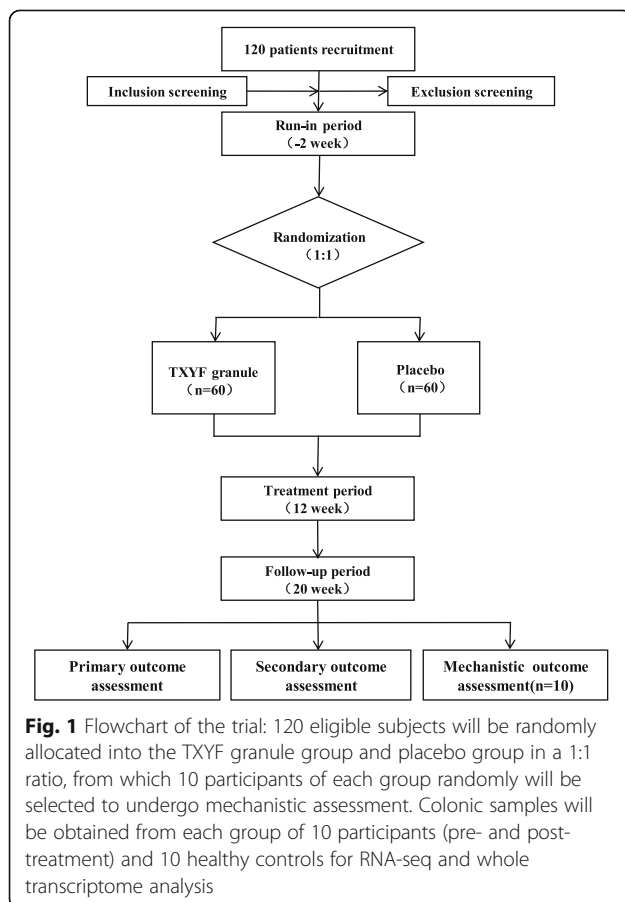 120 patients recruitment
Inclusion screening
Exclusion screening
Run-in period
（-2 week）
Randomization
（1:1）
TXYF granule
（n=60）
Placebo
（n=60）
Treatment period
（12 week）
Follow-up period
（20 week）
Primary outcome
assessment
Secondary outcome
assessment
Mechanistic outcome
assessment(n=10)
Fig. 1 Flowchart of the trial: 120 eligible subjects will be randomly
allocated into the TXYF granule group and placebo group in a 1:1
ratio, from which 10 participants of each group randomly will be
selected to undergo mechanistic assessment. Colonic samples will
be obtained from each group of 10 participants (pre- and post-
treatment) and 10 healthy controls for RNA-seq and whole
transcriptome analysis